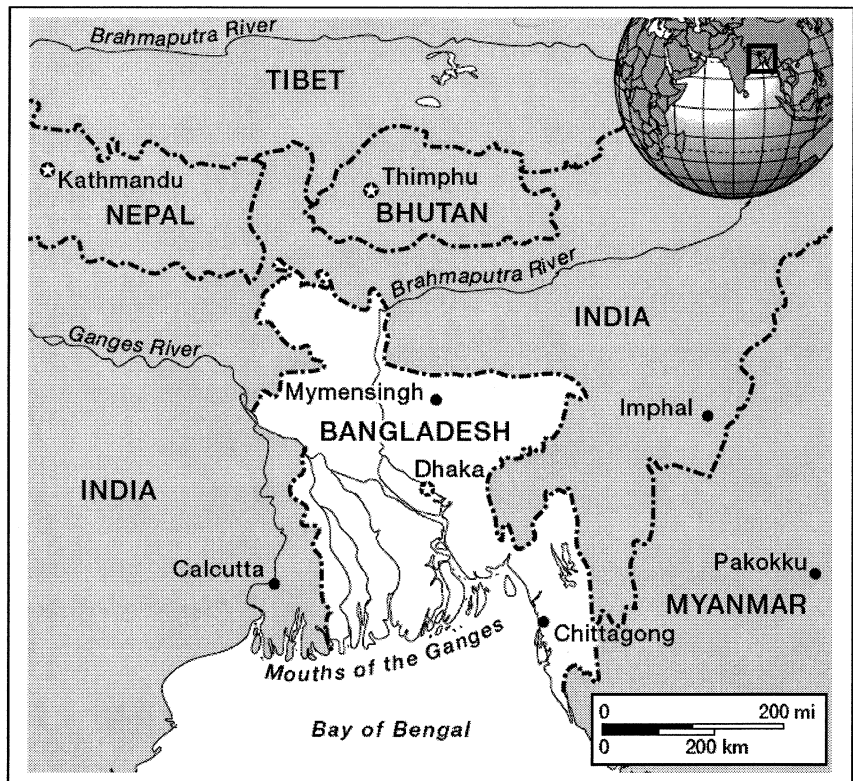 Brahmaputra River
TIBET
Kathmandu
NEPAL
Thimphu
BHUTAN
Brahmaputra River
INDIA
Ganges River
Mymensingh
Imphal
BANGLADESH
Dhaka
INDIA
Calcutta
Pakokku
MYANMAR
Chittagong
Mouths of the Ganges
Bay of Bengal
0 200 mi
0 200 km